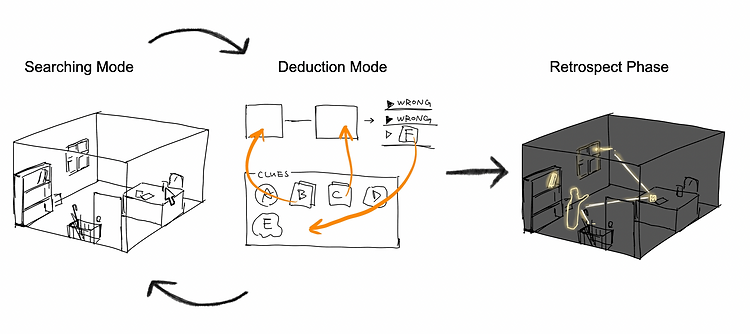 Searching Mode
Deduction Mode
Retrospect Phase
WRONG
WRONG
F
CLUES
A B C D
E